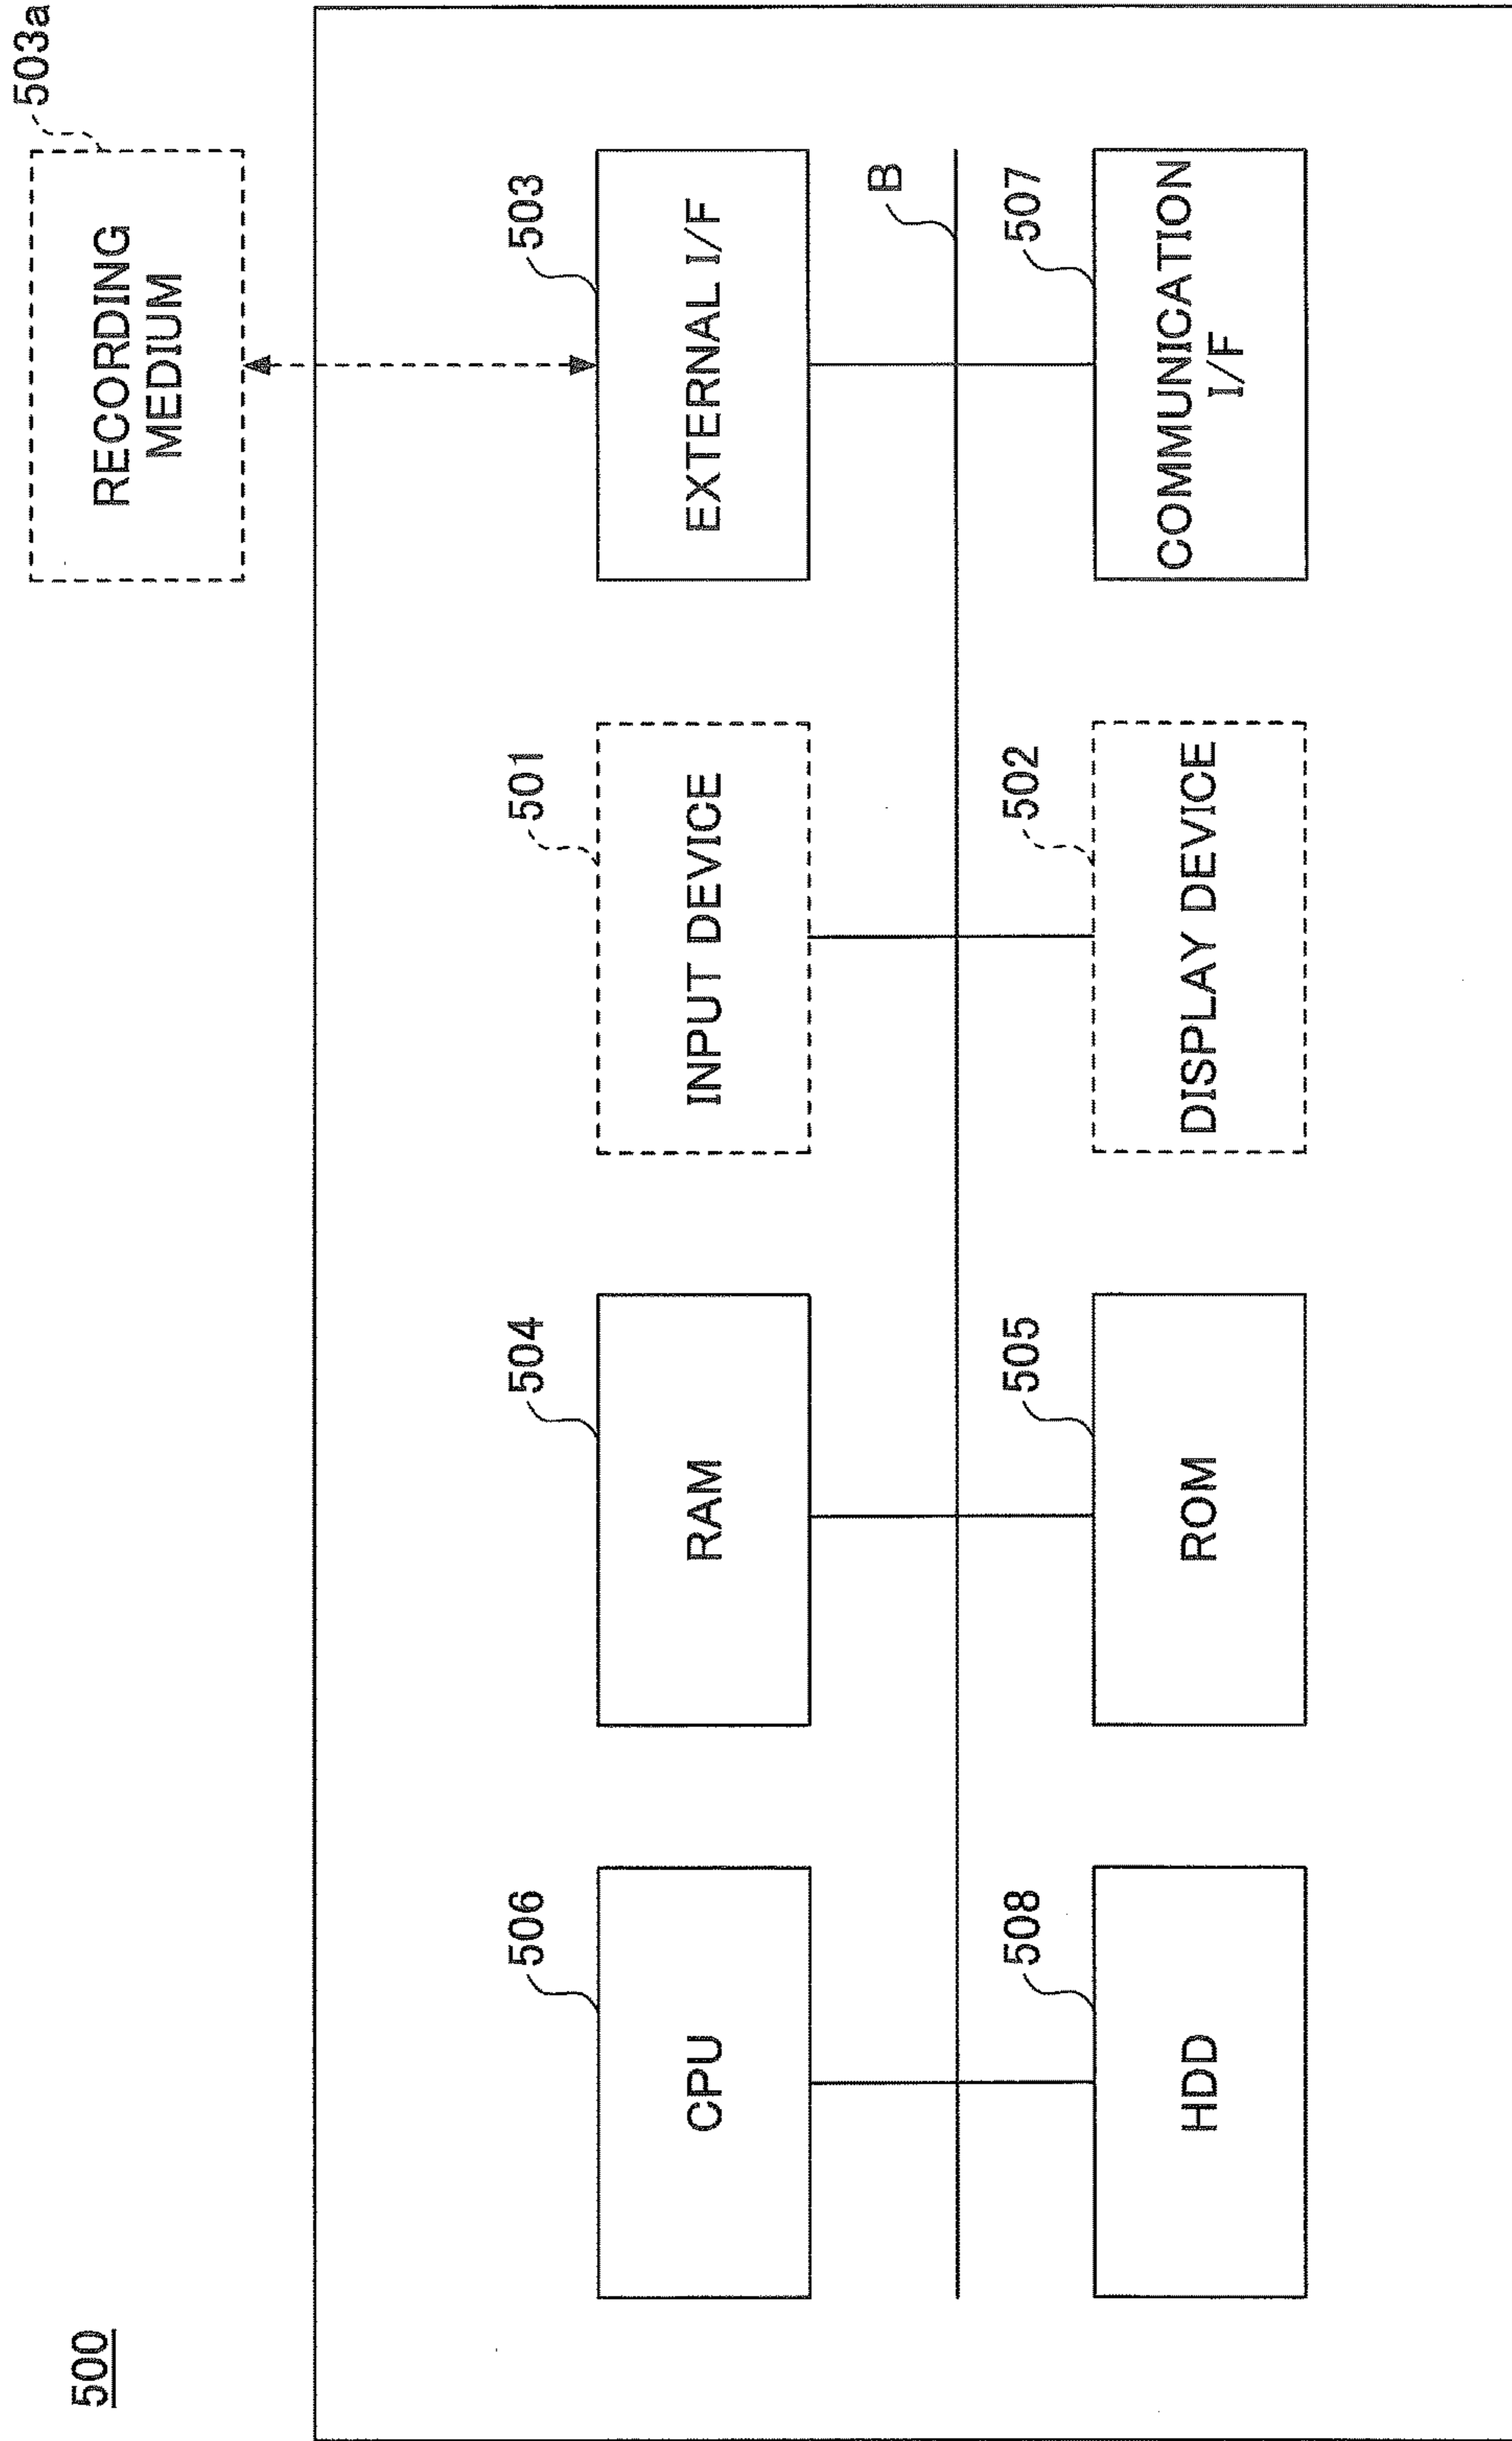 500
503a
RECORDING
MEDIUM
506
504
501
503
CPU
RAM
INPUT DEVICE
EXTERNAL I/F
B
508
505
502
507
HDD
ROM
DISPLAY DEVICE
COMMUNICATION
I/F